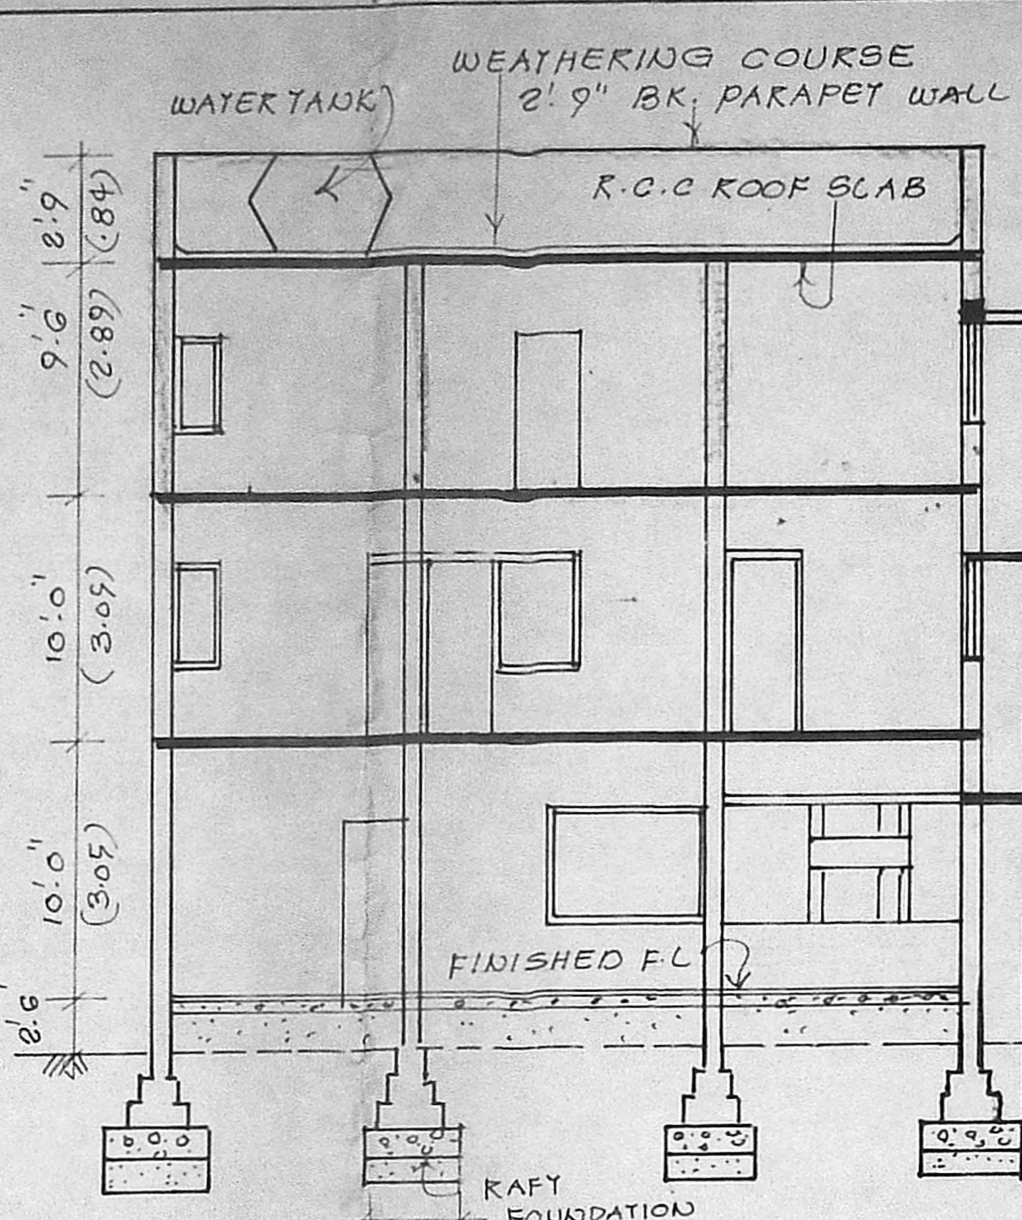 WEATHERING COURSE
WATER TANK
2'.9" BK. PARAPET WALL
R.C.C ROOF SLAB
2'.9"
(.84)
9'.6"
(2.89)
10'.0"
(3.05)
10'.0"
(3.05)
FINISHED F.L
2'.6
RAFT
FOUNDATION